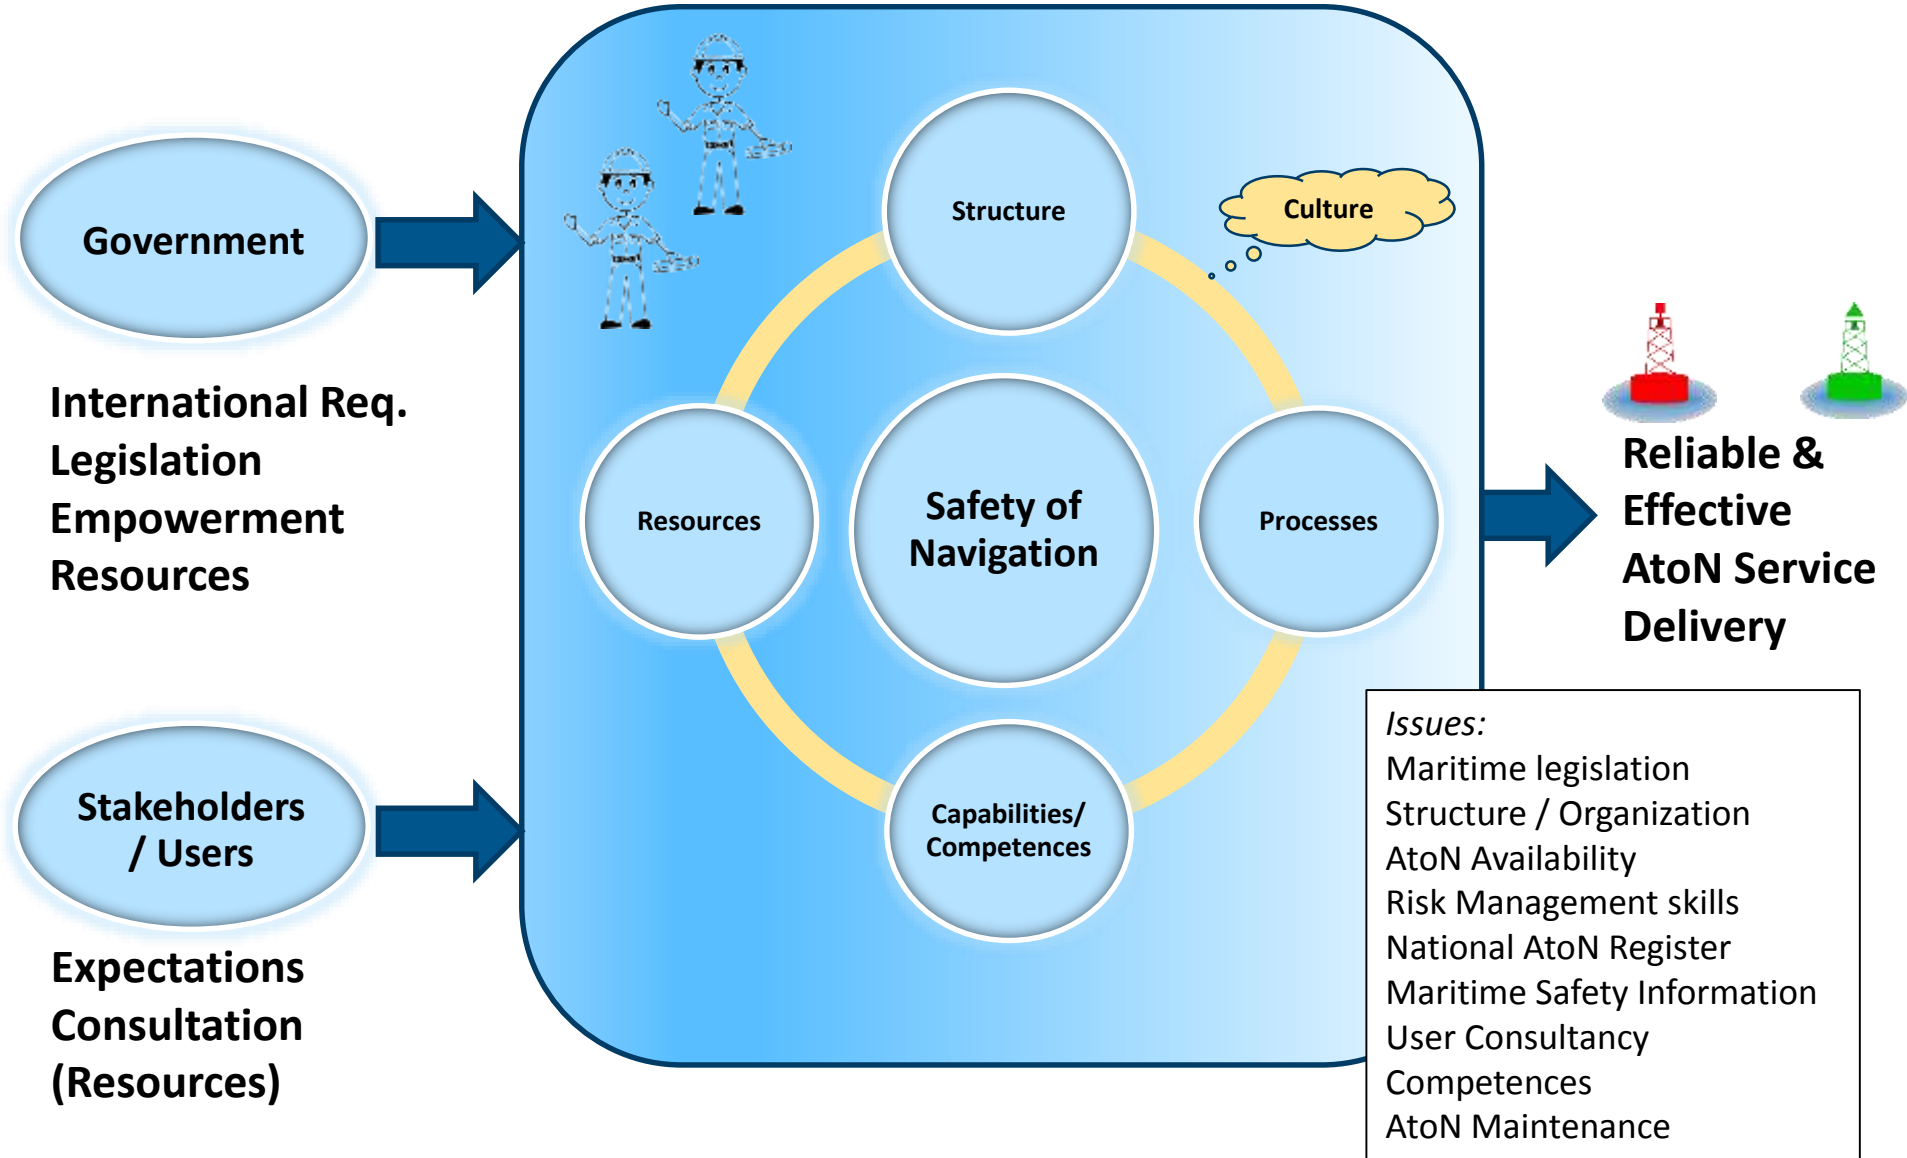 Government
International Req.
Legislation
Empowerment
Resources
Stakeholders
/ Users
Expectations
Consultation
(Resources)
Structure
Culture
Resources
Safety of
Navigation
Processes
Capabilities/
Competences
Reliable &
Effective
AtoN Service
Delivery
Issues:
Maritime legislation
Structure / Organization
AtoN Availability
Risk Management skills
National AtoN Register
Maritime Safety Information
User Consultancy
Competences
AtoN Maintenance